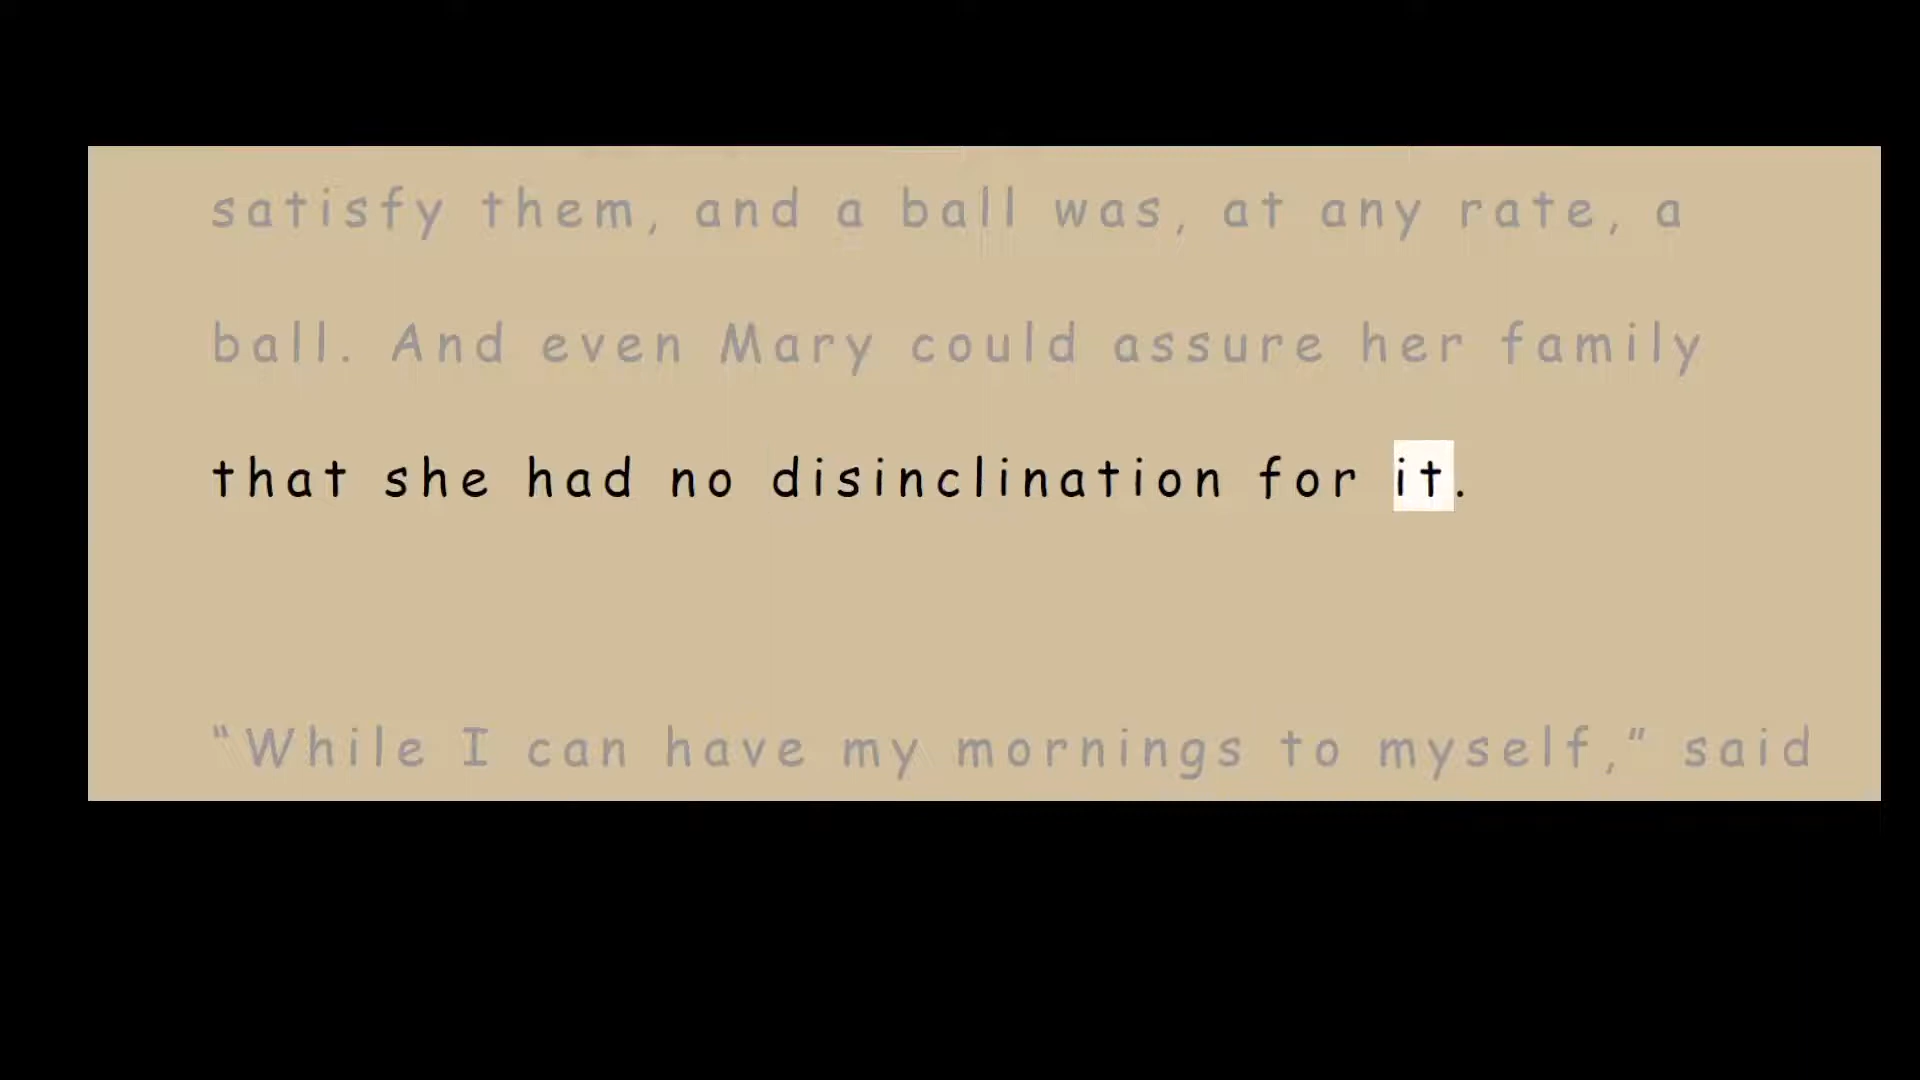 satisfy them, and a ball was, at any rate, a
ball. And even Mary could assure her family
that she had no disinclination for it.
“While I can have my mornings to myself,” said